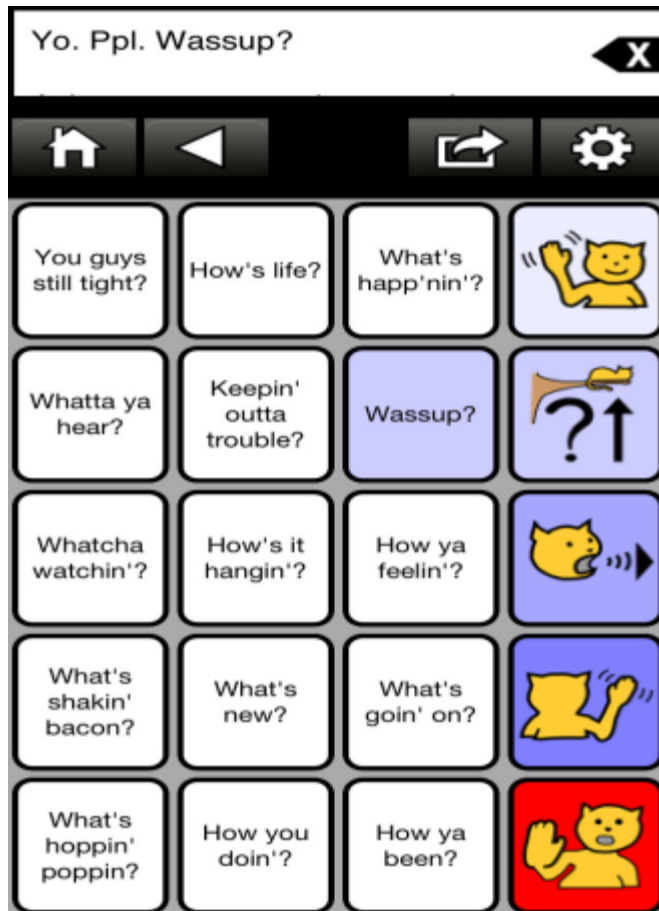 Yo. Ppl. Wassup?
X
You guys
still tight?
How's life?
What's
happ'nin'?
Whatta ya
hear?
Keepin'
outta
trouble?
Wassup?
?
Whatcha
watchin'?
How's it
hangin'?
How ya
feelin'?
What's
shakin'
bacon?
What's
new?
What's
goin' on?
What's
hoppin'
poppin?
How you
doin'?
How ya
been?